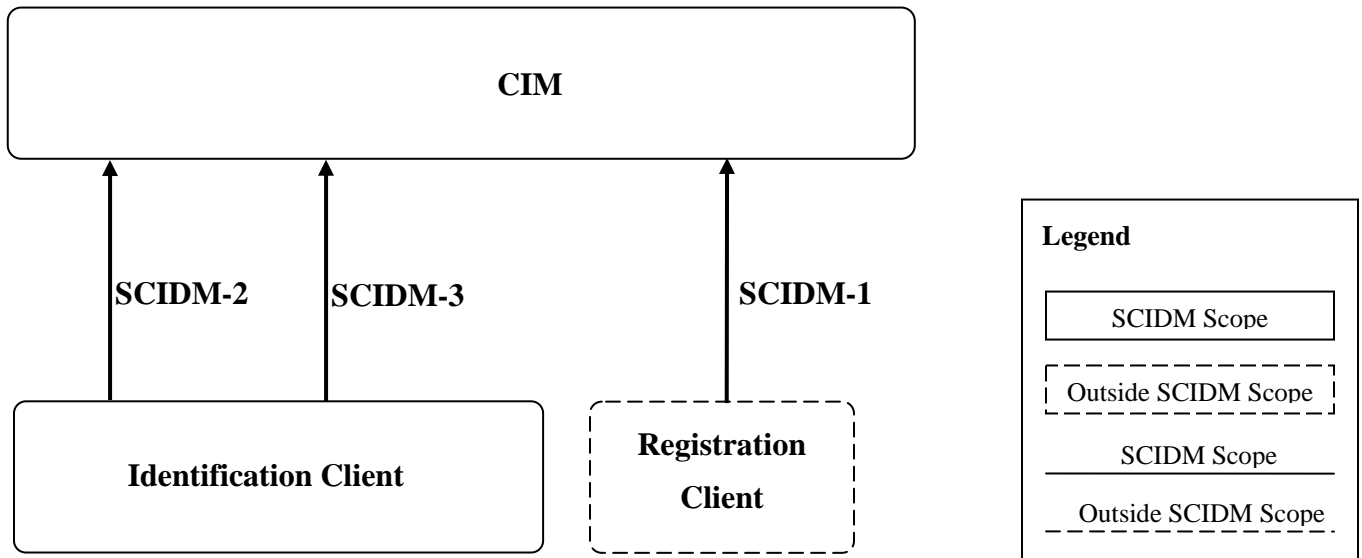 CIM
SCIDM-2
SCIDM-3
SCIDM-1
Identification Client
Registration
Client
Legend
SCIDM Scope
Outside SCIDM Scope
SCIDM Scope
Outside SCIDM Scope